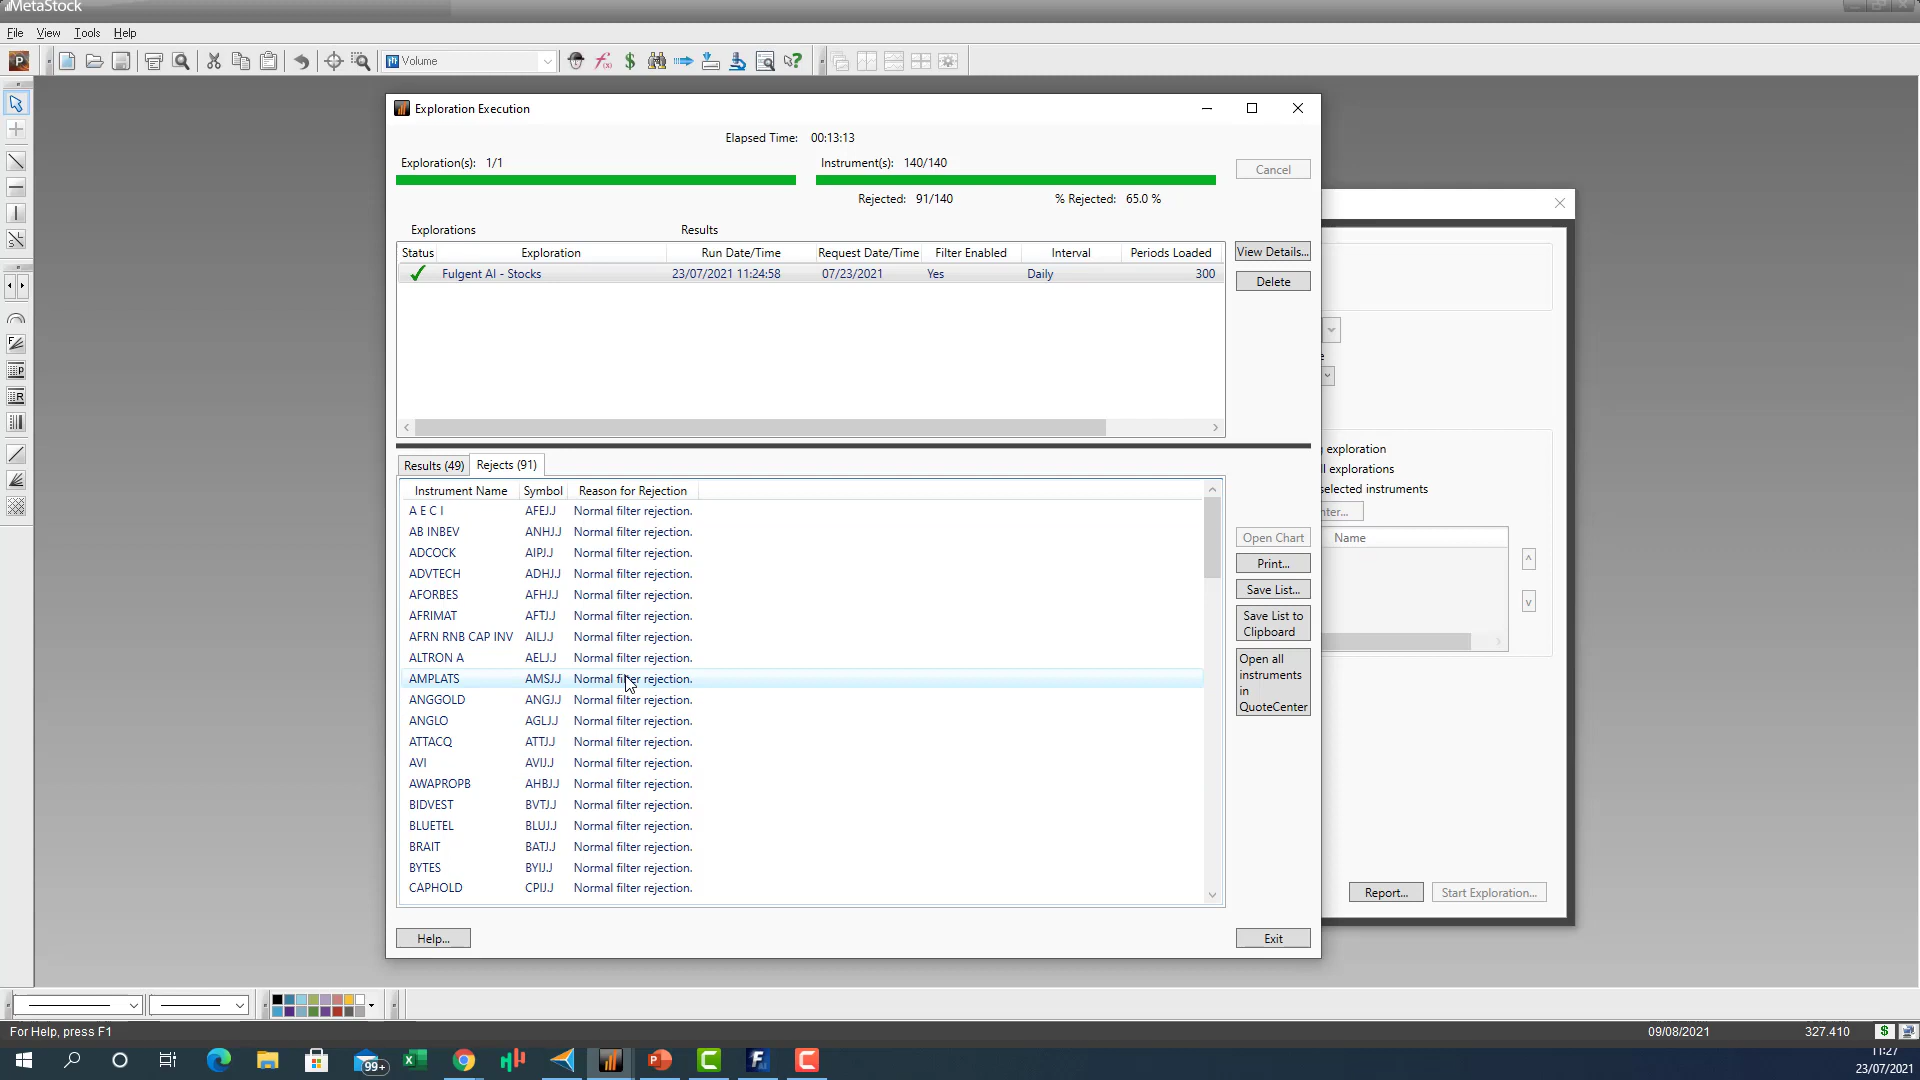 MetaStock
File View Tools Help
Volume
Exploration Execution
Elapsed Time: 00:13:13
Exploration(s): 1/1
Instrument(s): 140/140
Cancel
Rejected: 91/140 % Rejected: 65.0 %
Explorations Results
Status Exploration Run Date/Time Request Date/Time Filter Enabled Interval Periods Loaded
View Details...
Fulgent AI - Stocks 23/07/2021 11:24:58 07/23/2021 Yes Daily 300
Delete
exploration
Results (49) Rejects (91)
ll explorations
selected instruments
Instrument Name Symbol Reason for Rejection
A E C I AFEJ.J Normal filter rejection.
nter...
AB INBEV ANHJ.J Normal filter rejection.
Open Chart
Name
ADCOCK AIPJ.J Normal filter rejection.
Print...
ADVTECH ADHJ.J Normal filter rejection.
Save List...
AFORBES AFHJ.J Normal filter rejection.
AFRIMAT AFTJ.J Normal filter rejection.
Save List to
Clipboard
AFRN RNB CAP INV AILJ.J Normal filter rejection.
ALTRON A AELJ.J Normal filter rejection.
Open all
instruments
in
QuoteCenter
AMPLATS AMSJ.J Normal filter rejection.
ANGGOLD ANGJ.J Normal filter rejection.
ANGLO AGLJ.J Normal filter rejection.
ATTACQ ATTJ.J Normal filter rejection.
AVI AVIJ.J Normal filter rejection.
AWAPROPB AHBJ.J Normal filter rejection.
BIDVEST BVTJ.J Normal filter rejection.
BLUETEL BLUJ.J Normal filter rejection.
BRAIT BATJ.J Normal filter rejection.
BYTES BYIJ.J Normal filter rejection.
CAPHOLD CPIJ.J Normal filter rejection.
Report... Start Exploration...
Help... Exit
For Help, press F1
09/08/2021 327.410
99+
11:27
23/07/2021